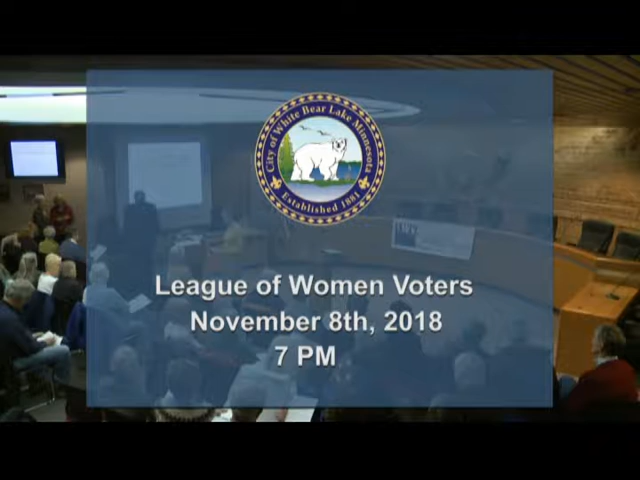 City of White Bear Lake Minnesota
Established 1881
League of Women Voters
November 8th, 2018
7 PM